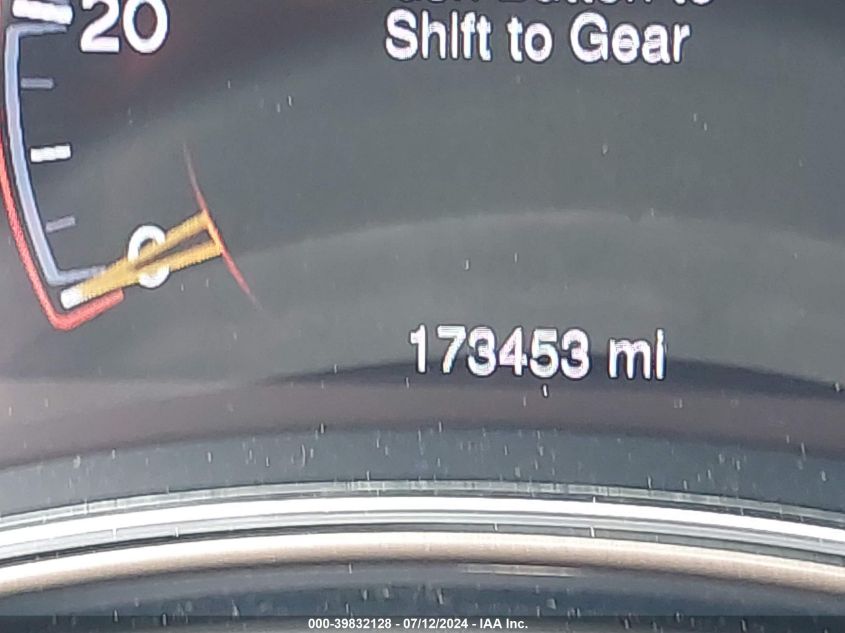 20
Shift to Gear
0
173453 mi
000-39832128 - 07/12/2024 - IAA Inc.